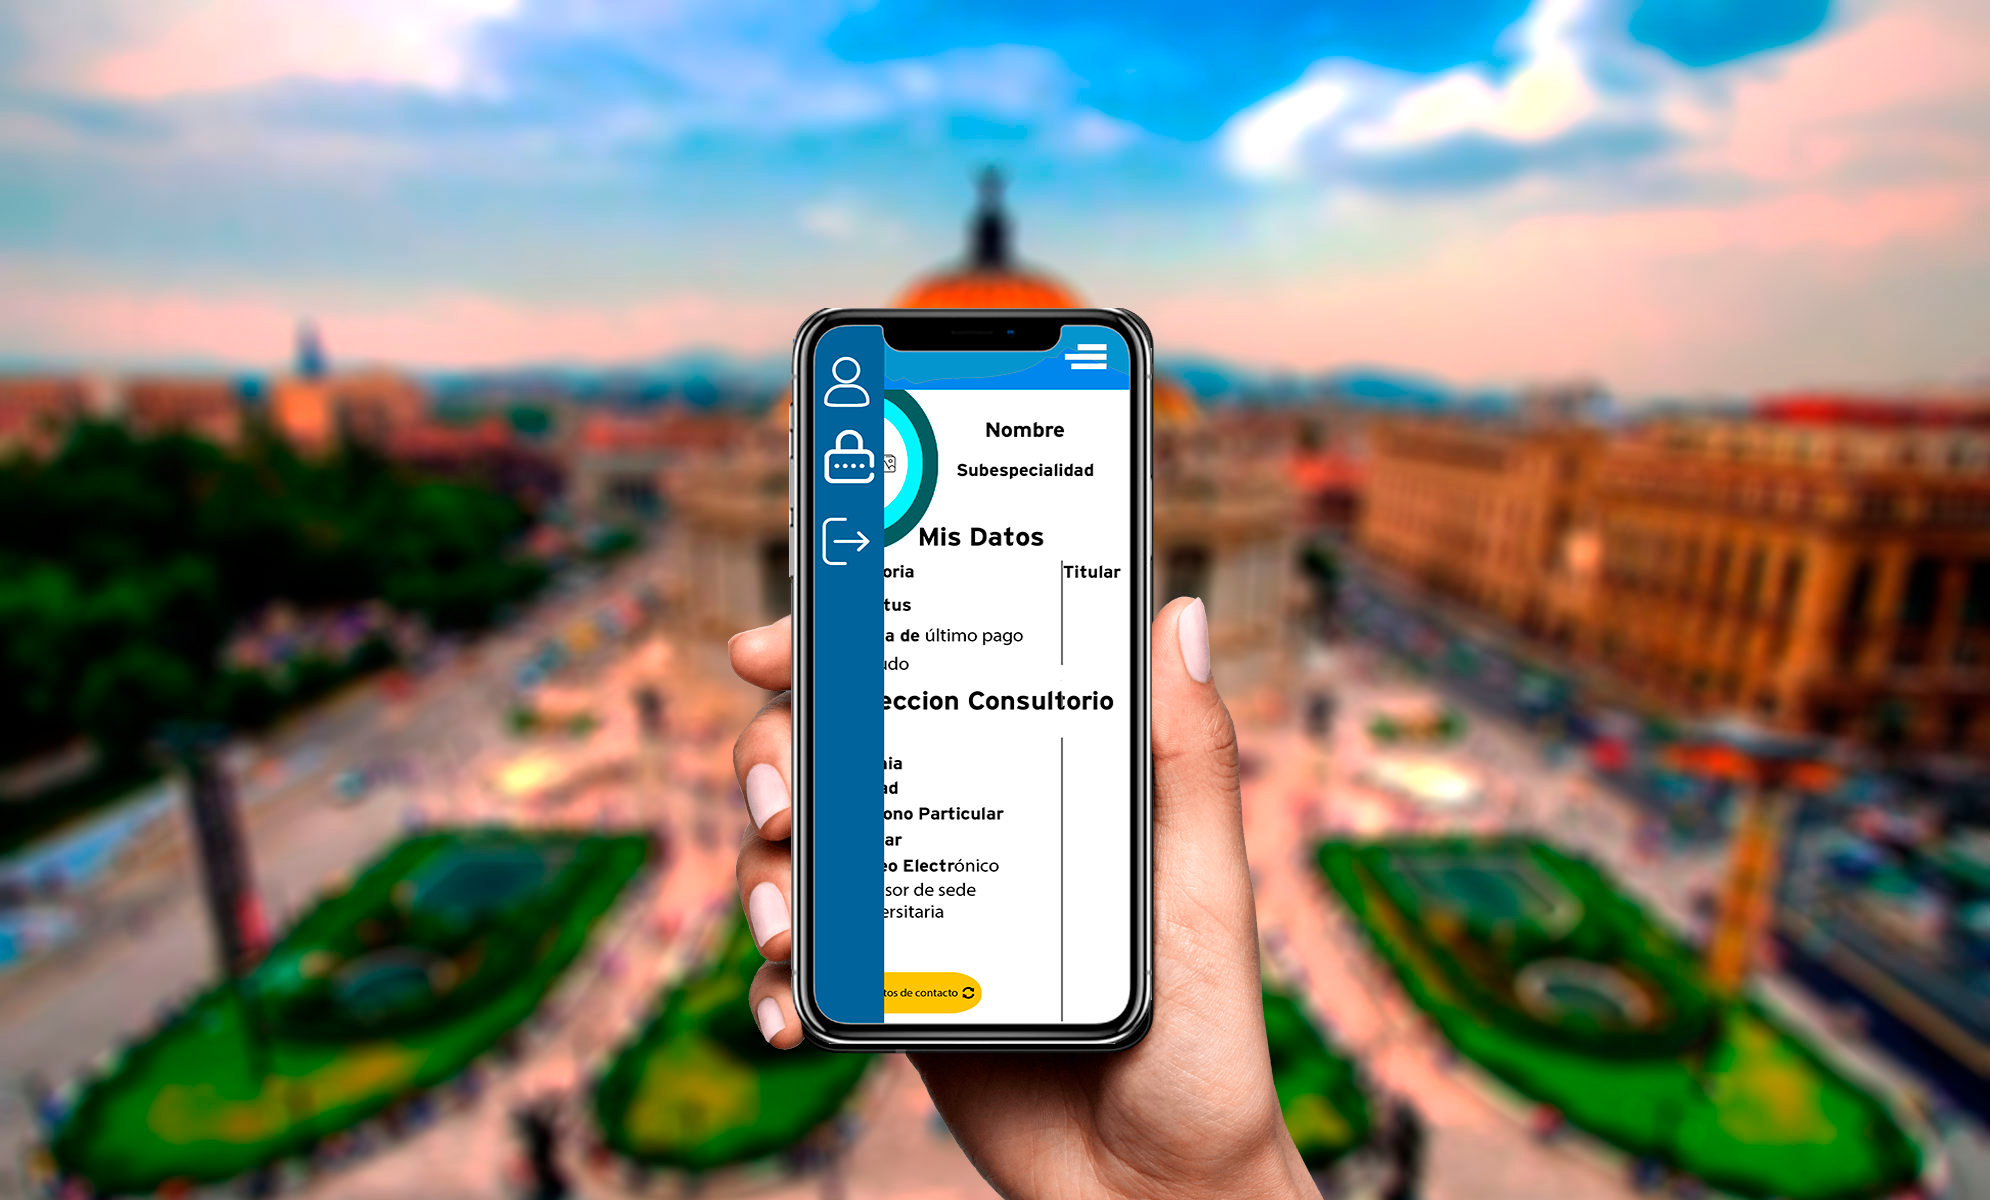 Nombre
Subespecialidad
Mis Datos
oria
Titular
tus
a de último pago
udo
eccion Consultorio
nia
ad
ono Particular
ar
eo Electrónico
sor de sede
ersitaria
tos de contacto